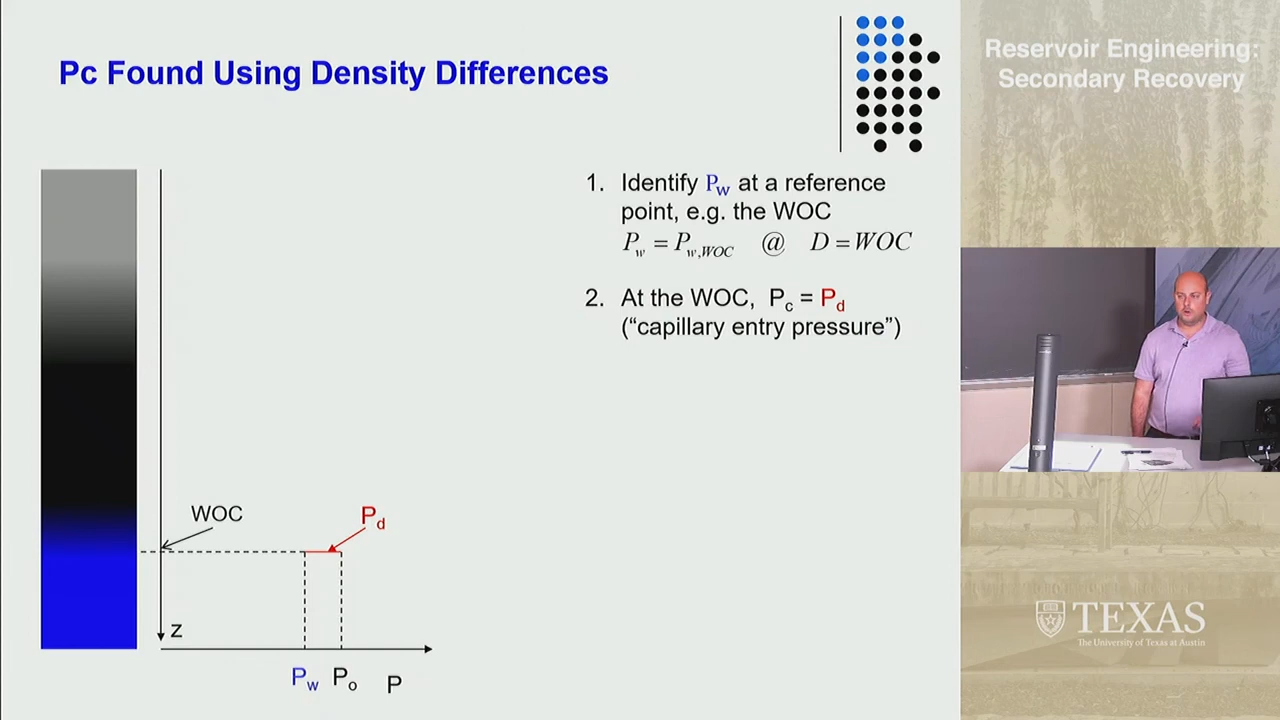 Pc Found Using Density Differences
Reservoir Engineering:
Secondary Recovery
1. Identify Pw at a reference
point, e.g. the WOC
Pw = Pw,WOC @ D = WOC
2. At the WOC, Pc = Pd
(“capillary entry pressure”)
WOC
Pd
z
Pw Po P
TEXAS
The University of Texas at Austin